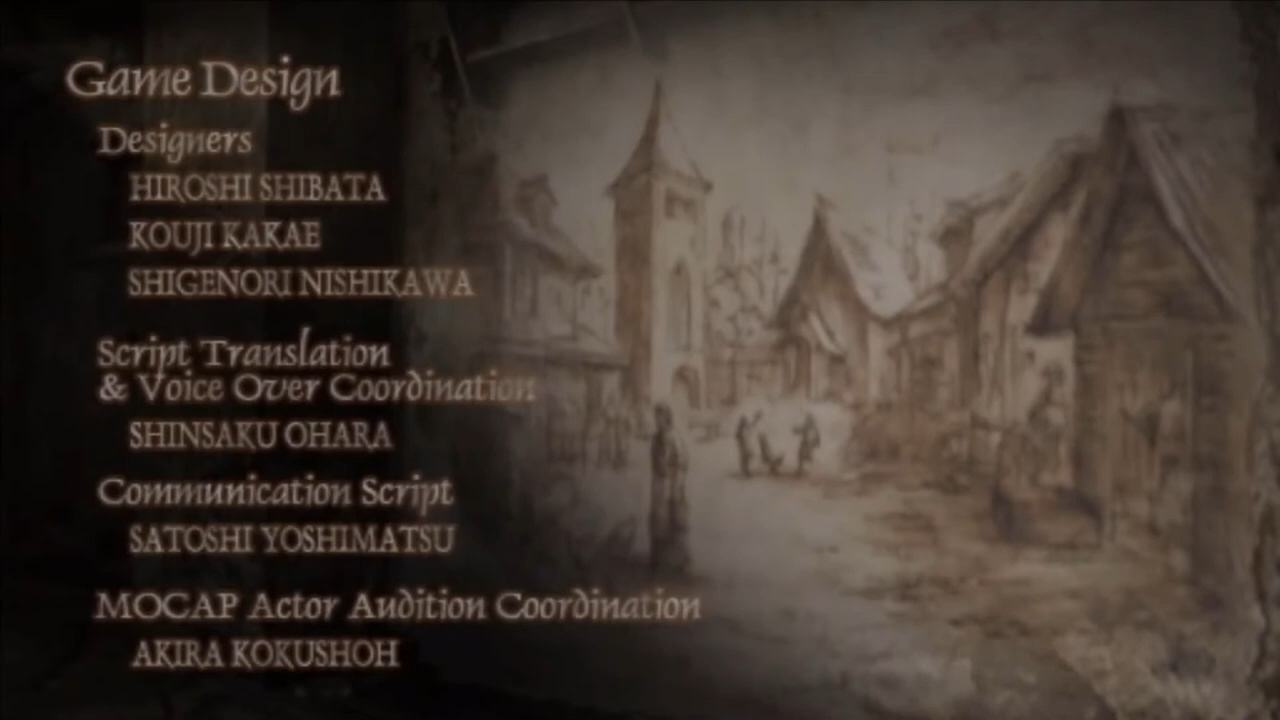 Game Design
Designers
HIROSHI SHIBATA
KOUJI KAKAE
SHIGENORI NISHIKAWA
Script Translation
& Voice Over Coordination
SHINSAKU OHARA
Communication Script
SATOSHI YOSHIMATSU
MOCAP Actor Audition Coordination
AKIRA KOKUSHOH